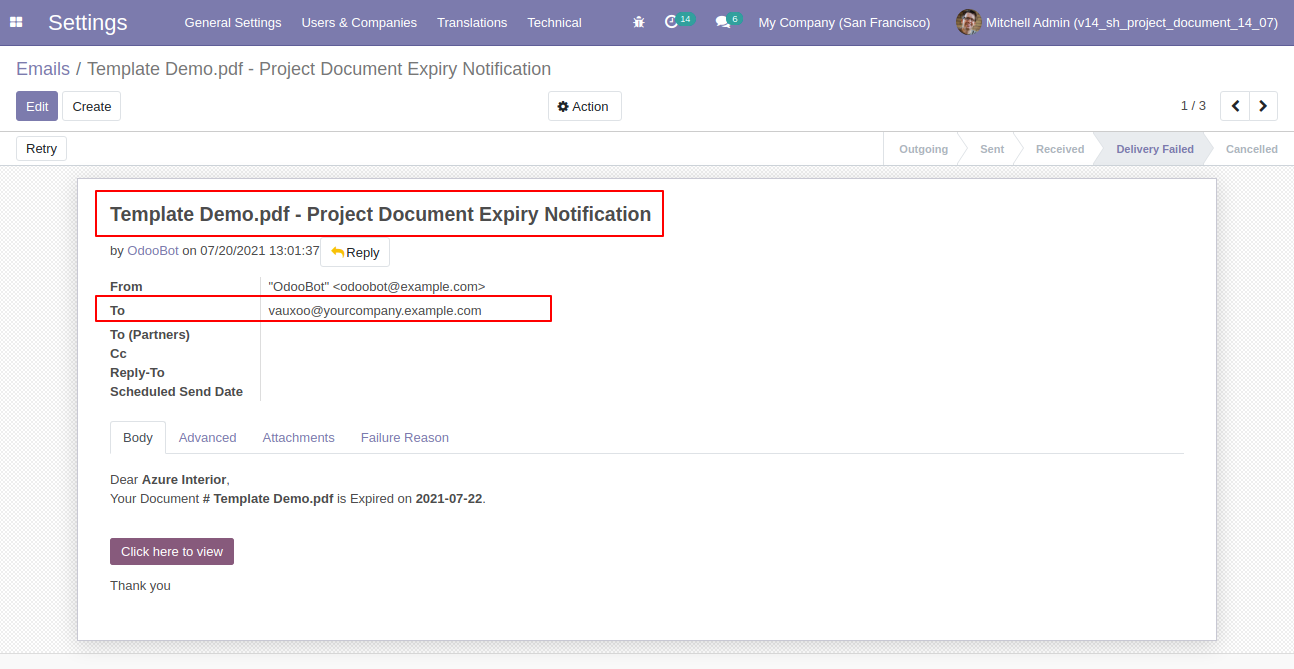 Settings General Settings Users & Companies Translations Technical 14 6 My Company (San Francisco) Mitchell Admin (v14_sh_project_document_14_07)
Emails / Template Demo.pdf - Project Document Expiry Notification
Edit Create Action 1 / 3
Retry Outgoing Sent Received Delivery Failed Cancelled
Template Demo.pdf - Project Document Expiry Notification
by OdooBot on 07/20/2021 13:01:37 Reply
From "OdooBot" <odoobot@example.com>
To vauxoo@yourcompany.example.com
To (Partners)
Cc
Reply-To
Scheduled Send Date
Body Advanced Attachments Failure Reason
Dear Azure Interior,
Your Document # Template Demo.pdf is Expired on 2021-07-22.
Click here to view
Thank you